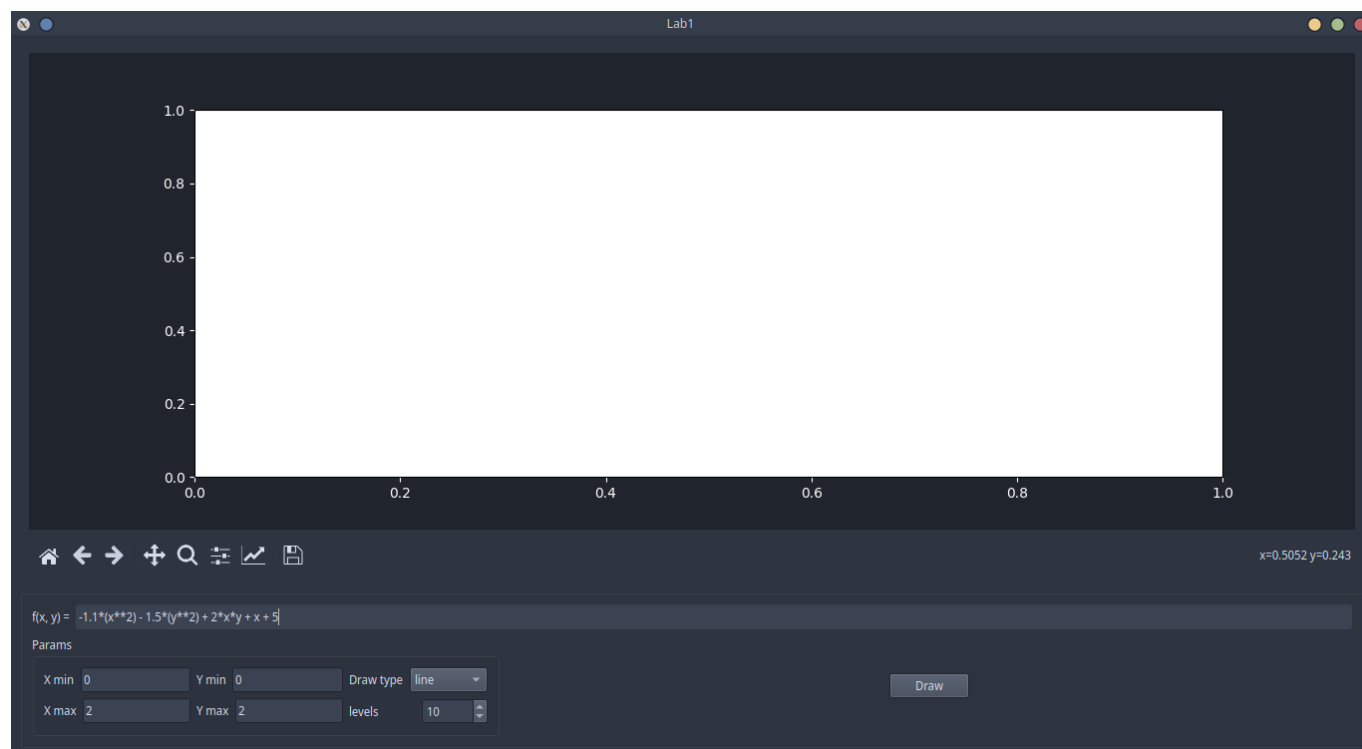 Lab1
1.0
0.8
0.6
0.4
0.2
0.0
0.0 0.2 0.4 0.6 0.8 1.0
x=0.5052 y=0.243
f(x, y) = -1.1*(x**2) - 1.5*(y**2) + 2*x*y + x + 5
Params
X min 0 Y min 0 Draw type line
Draw
X max 2 Y max 2 levels 10